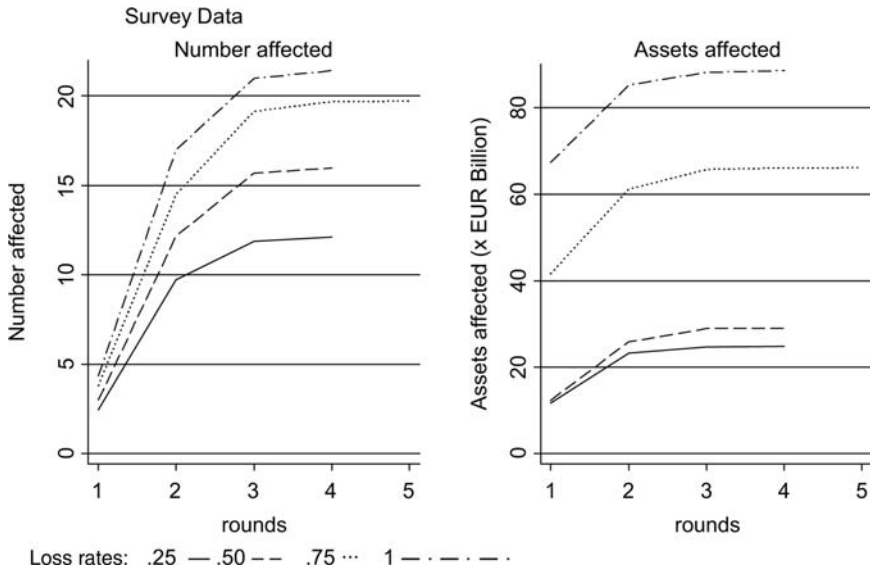 Survey Data
Number affected
Number affected
20
15
10
5
0
1 2 3 4 5
rounds
Assets affected
Assets affected (x EUR Billion)
80
60
40
20
0
1 2 3 4 5
rounds
Loss rates: .25 .50 .75 1